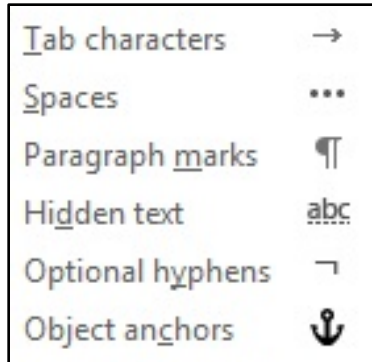 Tab characters →
Spaces •••
Paragraph marks ¶
Hidden text abc
Optional hyphens ¬
Object anchors ⚓